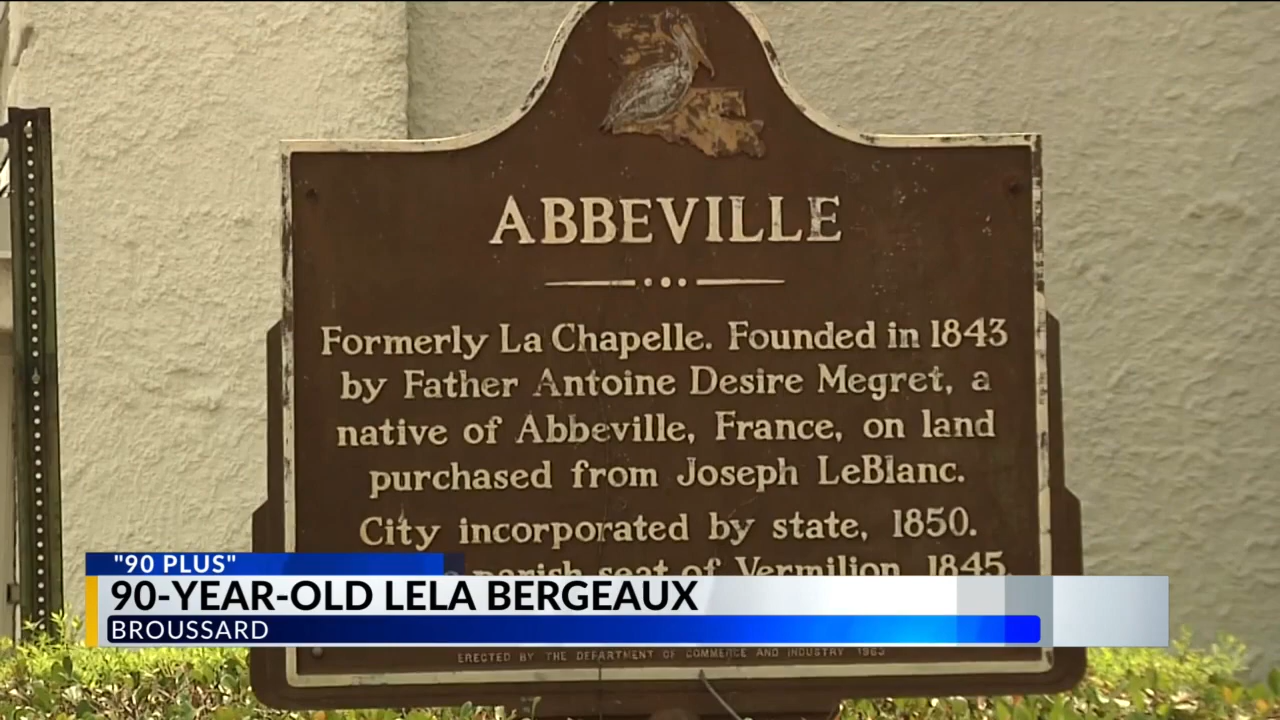 ABBEVILLE
Formerly La Chapelle. Founded in 1843
by Father Antoine Desire Megret, a
native of Abbeville, France, on land
purchased from Joseph LeBlanc.
City incorporated by state, 1850.
parish seat of Vermilion, 1845.
"90 PLUS"
90-YEAR-OLD LELA BERGEAUX
BROUSSARD
ERECTED BY THE DEPARTMENT OF COMMERCE AND INDUSTRY 1963